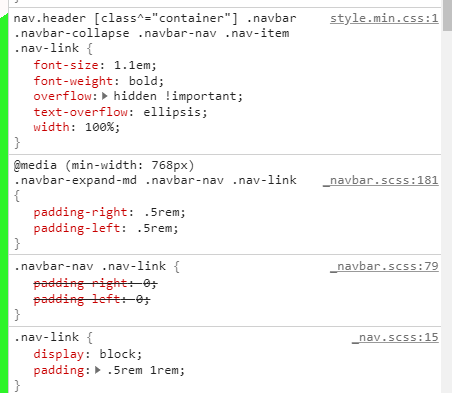 nav.header [class^="container"] .navbar style.min.css:1
.navbar-collapse .navbar-nav .nav-item
.nav-link {
font-size: 1.1em;
font-weight: bold;
overflow:▶ hidden !important;
text-overflow: ellipsis;
width: 100%;
}
@media (min-width: 768px)
.navbar-expand-md .navbar-nav .nav-link _navbar.scss:181
{
padding-right: .5rem;
padding-left: .5rem;
}
.navbar-nav .nav-link { _navbar.scss:79
padding-right: 0;
padding-left: 0;
}
.nav-link { _nav.scss:15
display: block;
padding:▶ .5rem 1rem;
}